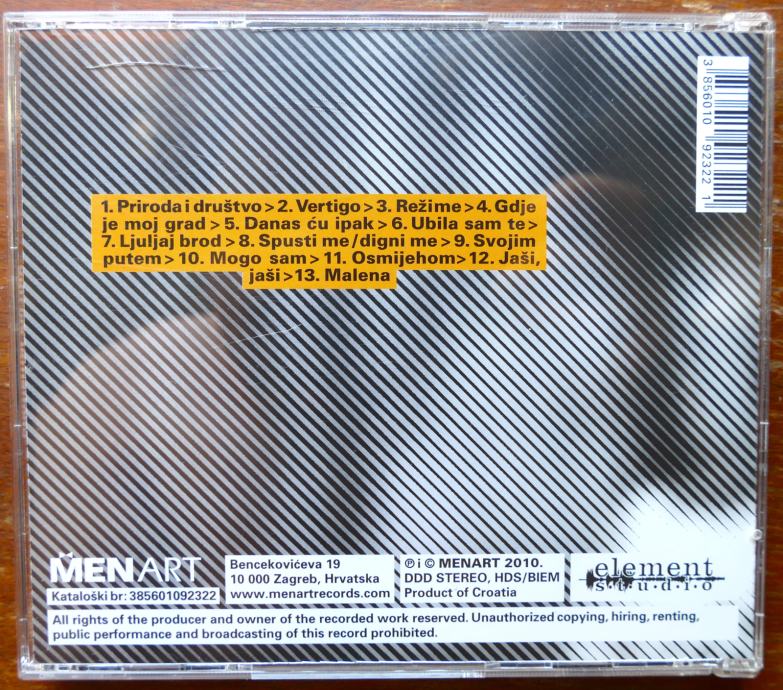 3 856010 92322 1
1. Priroda i društvo > 2. Vertigo > 3. Režime > 4. Gdje
je moj grad > 5. Danas ću ipak > 6. Ubila sam te >
7. Ljuljaj brod > 8. Spusti me / digni me > 9. Svojim
putem > 10. Mogo sam > 11. Osmijehom > 12. Jaši,
jaši > 13. Malena
MENART
Kataloški br: 385601092322
Bencekovićeva 19
10 000 Zagreb, Hrvatska
www.menartrecords.com
℗ i © MENART 2010.
DDD STEREO, HDS/BIEM
Product of Croatia
element
studio
All rights of the producer and owner of the recorded work reserved. Unauthorized copying, hiring, renting,
public performance and broadcasting of this record prohibited.